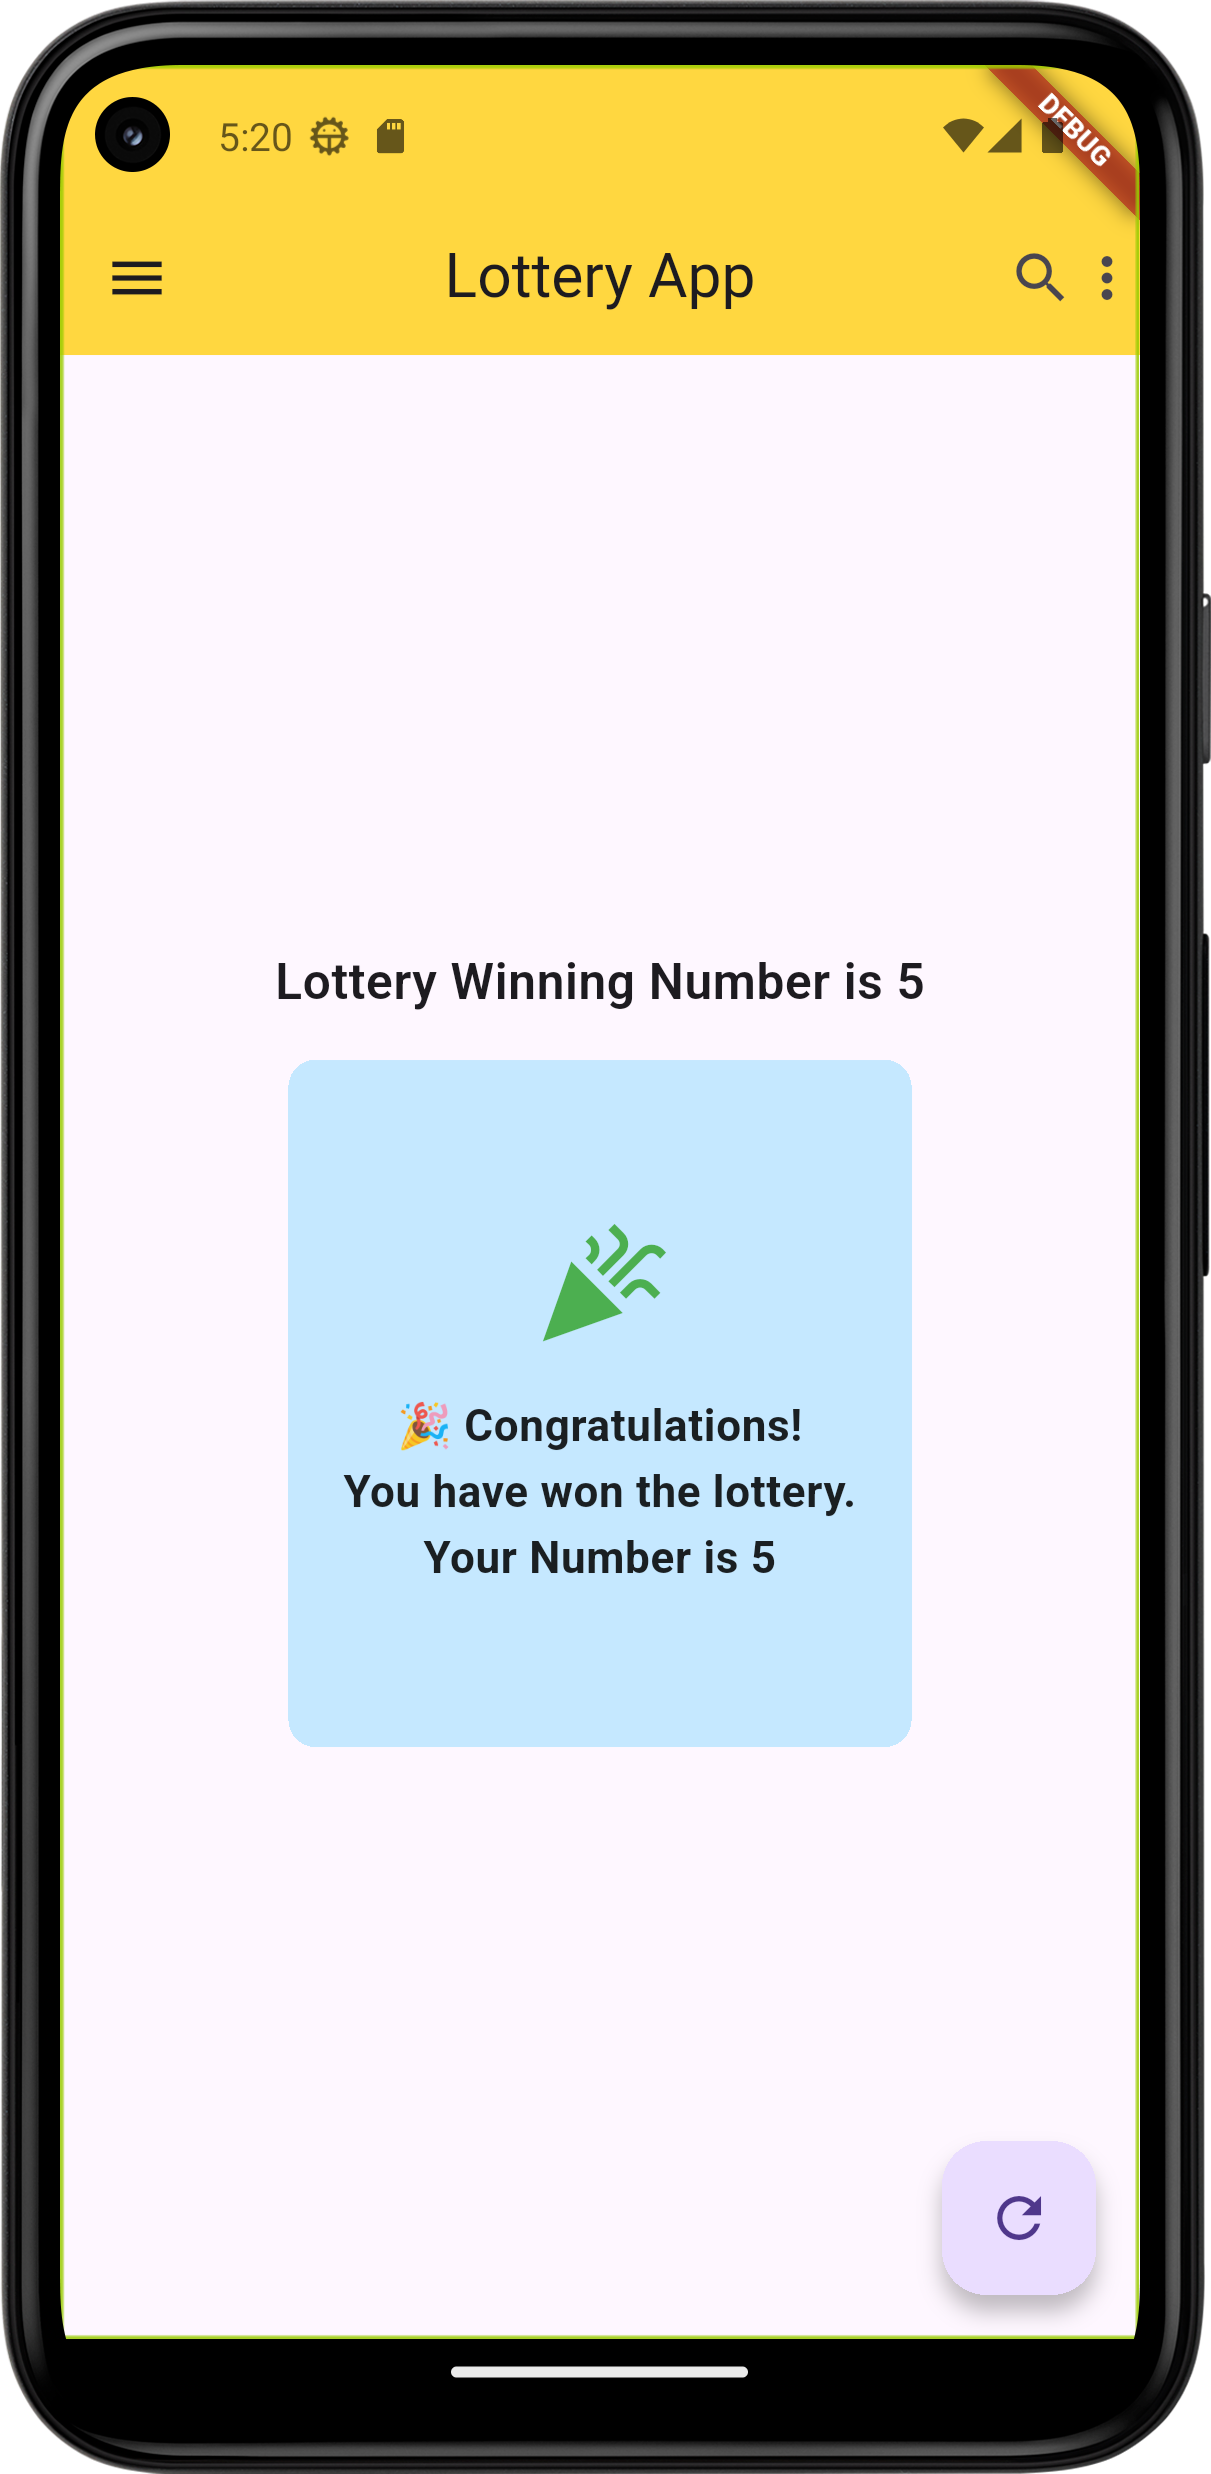 5:20
DEBUG
Lottery App
Lottery Winning Number is 5
🎉 Congratulations!
You have won the lottery.
Your Number is 5